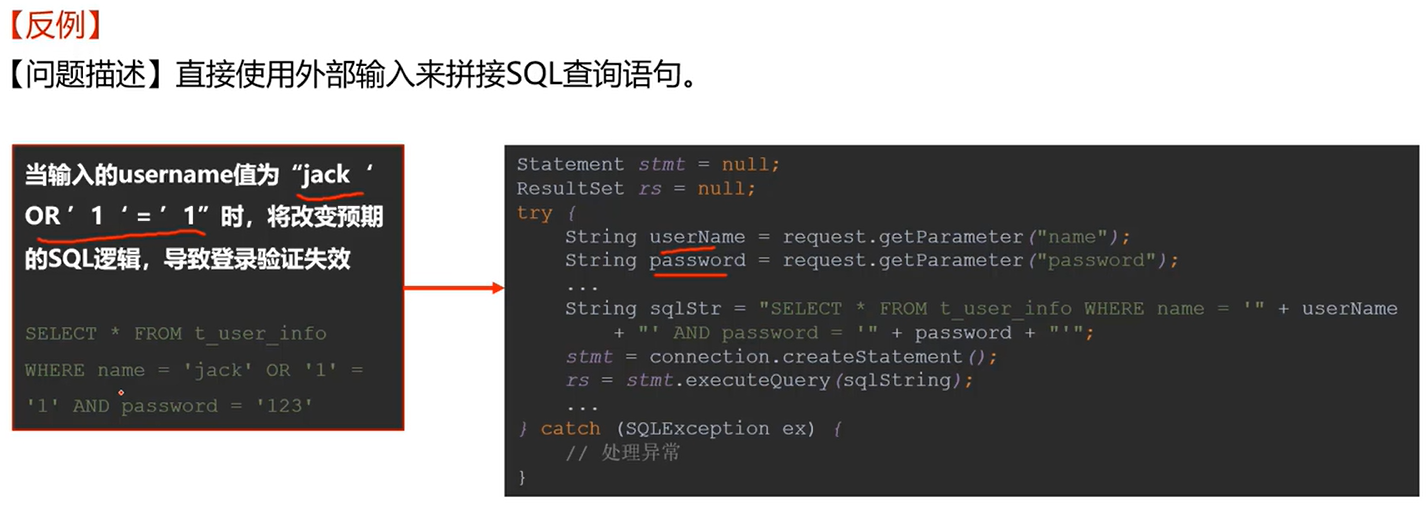 【反例】
【问题描述】直接使用外部输入来拼接SQL查询语句。
当输入的username值为“jack ‘
OR ’ 1 ‘ = ’ 1”时，将改变预期
的SQL逻辑，导致登录验证失效
SELECT * FROM t_user_info
WHERE name = 'jack' OR '1' =
'1' AND password = '123'
Statement stmt = null;
ResultSet rs = null;
try {
String userName = request.getParameter("name");
String password = request.getParameter("password");
...
String sqlStr = "SELECT * FROM t_user_info WHERE name = '" + userName
+ "' AND password = '" + password + "'";
stmt = connection.createStatement();
rs = stmt.executeQuery(sqlString);
...
} catch (SQLException ex) {
// 处理异常
}